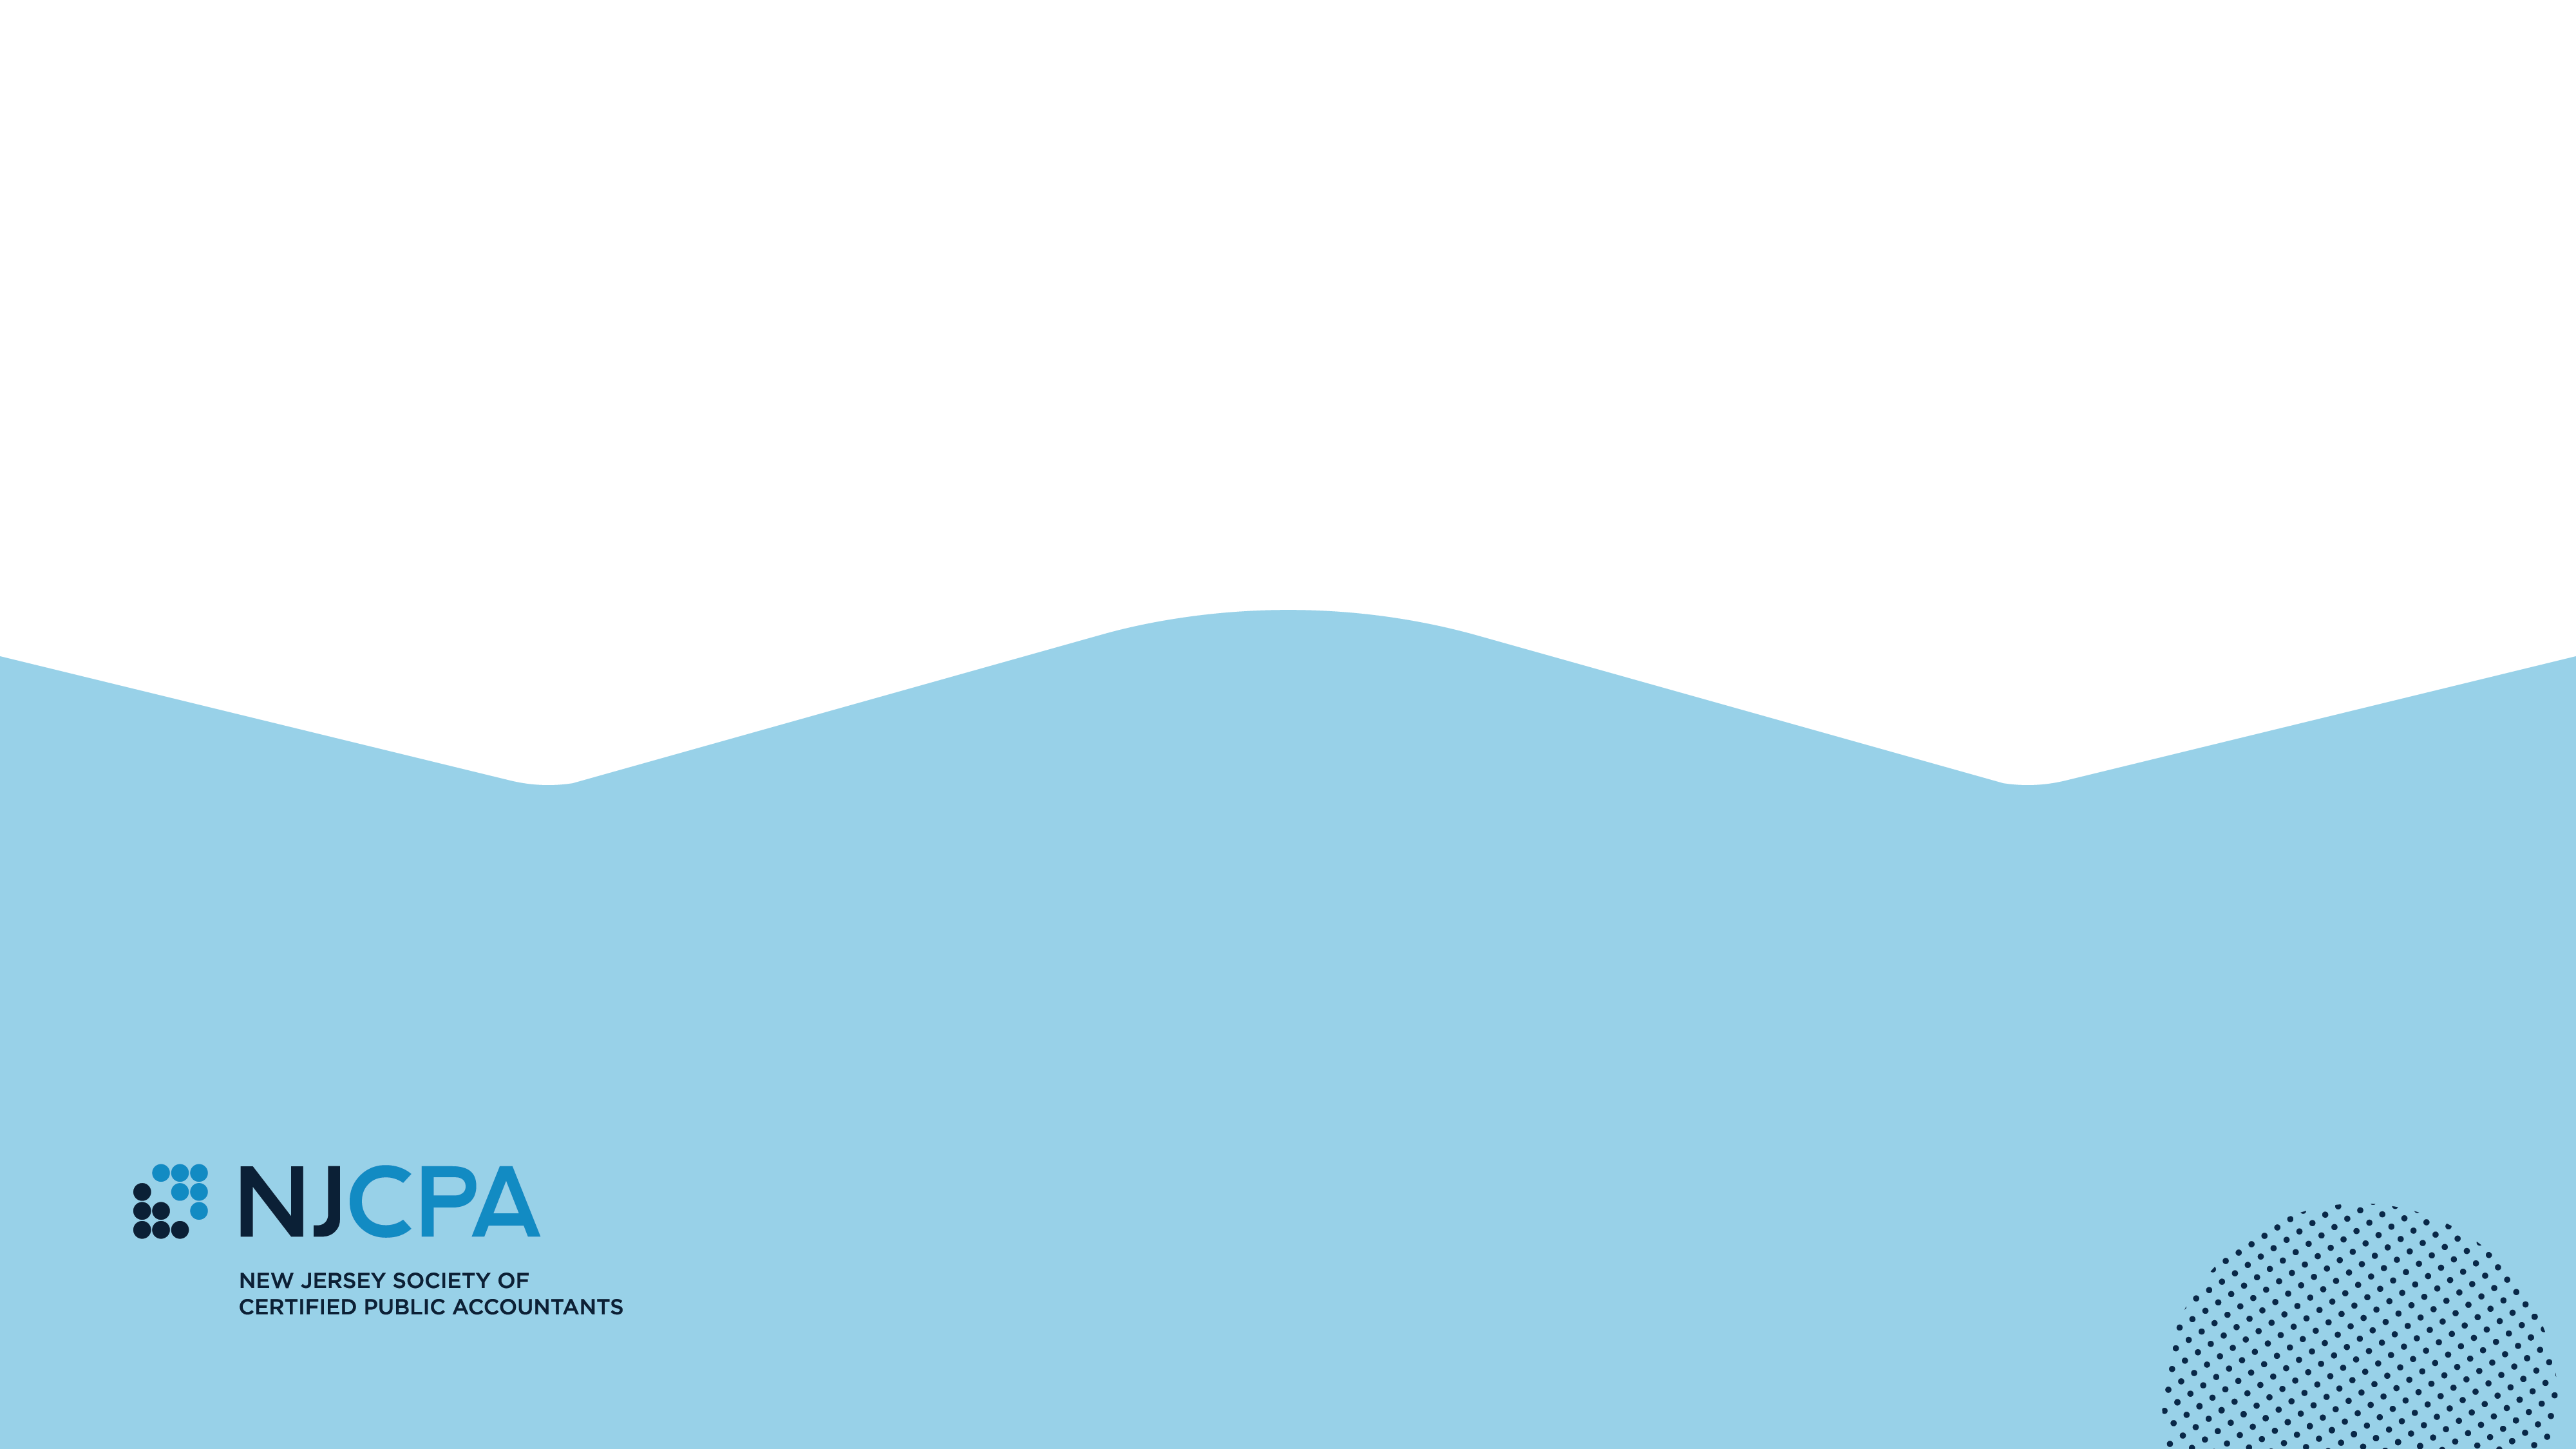 NJCPA
NEW JERSEY SOCIETY OF
CERTIFIED PUBLIC ACCOUNTANTS